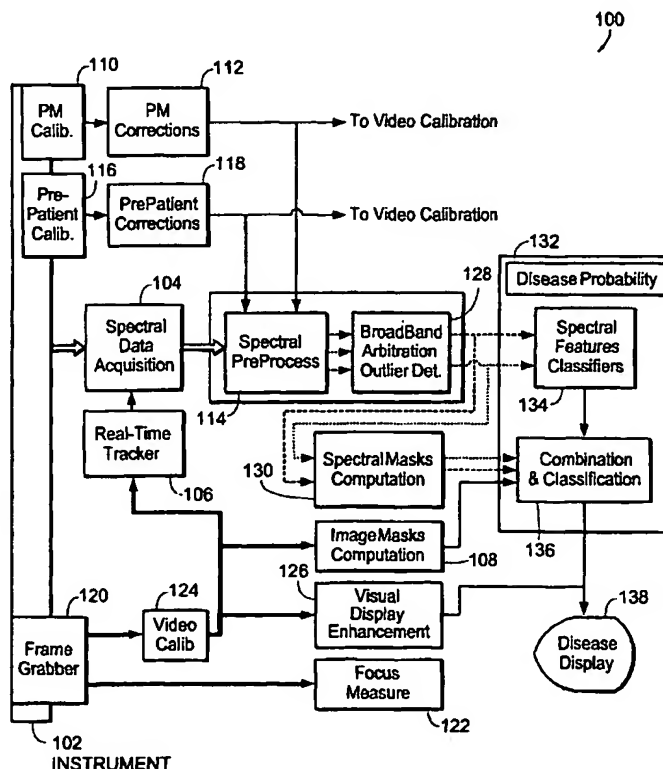 100
110
112
PM
Calib.
PM
Corrections
To Video Calibration
116
118
Pre-
Patient
Calib.
PrePatient
Corrections
To Video Calibration
132
Disease Probability
104
128
Spectral
Data
Acquisition
Spectral
PreProcess
BroadBand
Arbitration
Outlier Det.
Spectral
Features
Classifiers
114
134
Real-Time
Tracker
106
130
Spectral Masks
Computation
Combination
& Classification
136
ImageMasks
Computation
108
120
124
126
138
Frame
Grabber
Video
Calib
Visual
Display
Enhancement
Disease
Display
Focus
Measure
122
102
INSTRUMENT